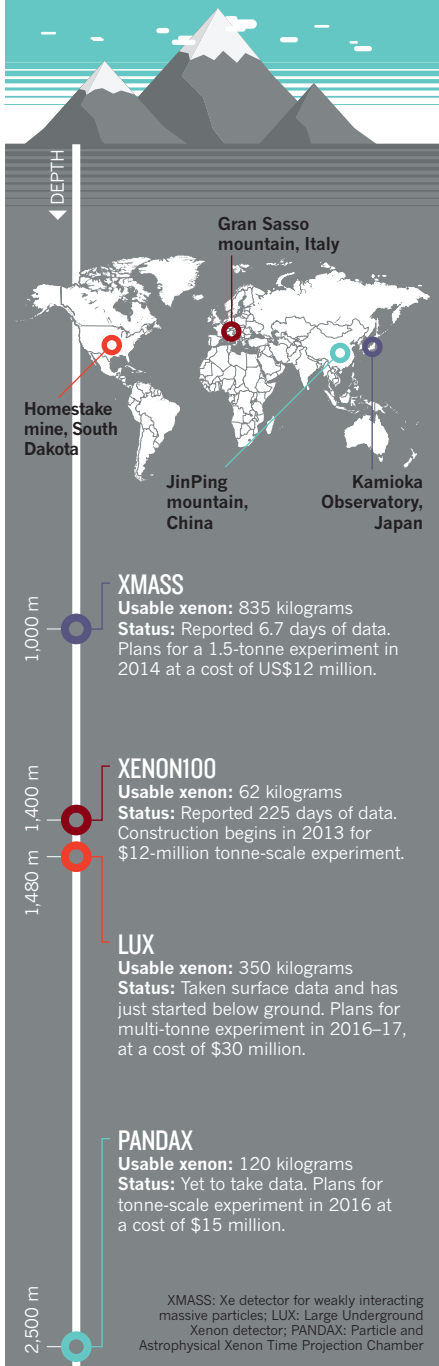 DEPTH
Gran Sasso
mountain, Italy
Homestake
mine, South
Dakota
JinPing
mountain,
China
Kamioka
Observatory,
Japan
1,000 m
XMASS
Usable xenon: 835 kilograms
Status: Reported 6.7 days of data.
Plans for a 1.5-tonne experiment in
2014 at a cost of US$12 million.
1,400 m
XENON100
Usable xenon: 62 kilograms
Status: Reported 225 days of data.
Construction begins in 2013 for
$12-million tonne-scale experiment.
1,480 m
LUX
Usable xenon: 350 kilograms
Status: Taken surface data and has
just started below ground. Plans for
multi-tonne experiment in 2016–17,
at a cost of $30 million.
PANDAX
Usable xenon: 120 kilograms
Status: Yet to take data. Plans for
tonne-scale experiment in 2016 at
a cost of $15 million.
2,500 m
XMASS: Xe detector for weakly interacting
massive particles; LUX: Large Underground
Xenon detector; PANDAX: Particle and
Astrophysical Xenon Time Projection Chamber